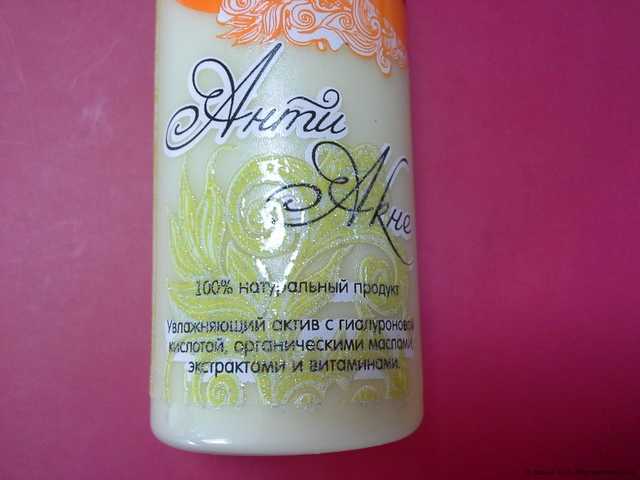 Анти
Акне
100% натуральный продукт
Увлажняющий актив с гиалуроновой
кислотой, органическими маслами,
экстрактами и витаминами.